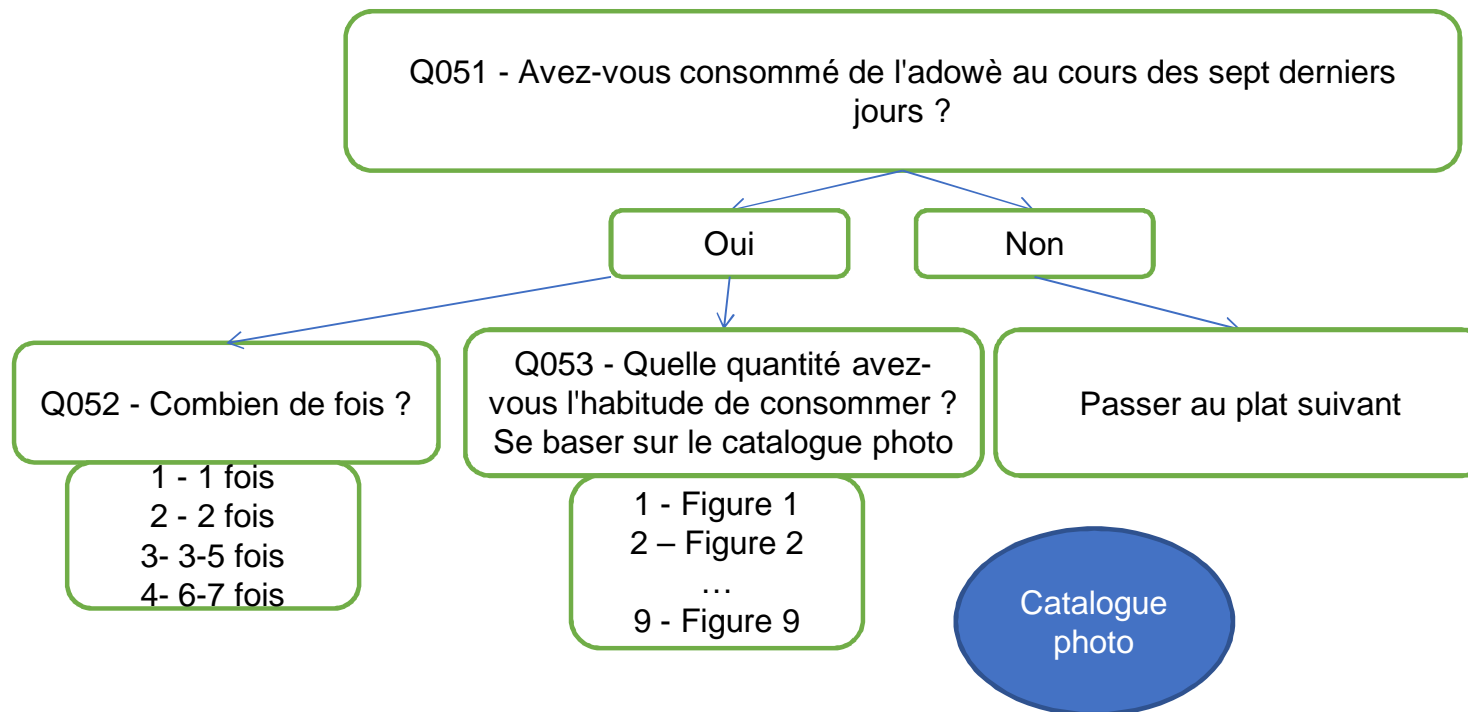 Q051 - Avez-vous consommé de l'adowè au cours des sept derniers
jours ?
Oui
Non
Q052 - Combien de fois ?
1 - 1 fois
2 - 2 fois
3- 3-5 fois
4- 6-7 fois
Q053 - Quelle quantité avez-
vous l'habitude de consommer ?
Se baser sur le catalogue photo
1 - Figure 1
2 – Figure 2
…
9 - Figure 9
Passer au plat suivant
Catalogue
photo